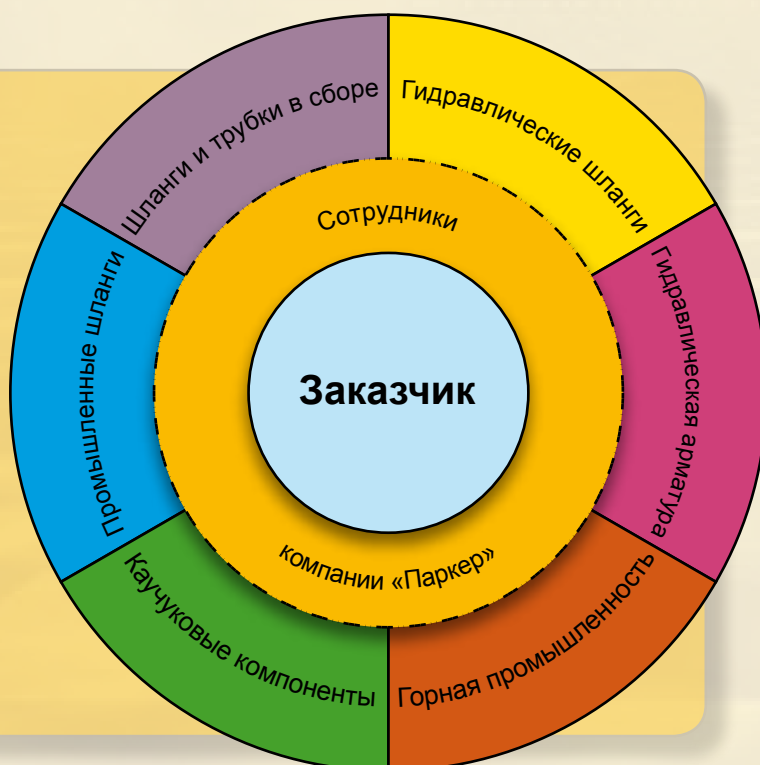 Шланги и трубки в сборе
Гидравлические шланги
Сотрудники
Промышленные шланги
Заказчик
Гидравлическая арматура
компании «Паркер»
Каучуковые компоненты
Горная промышленность